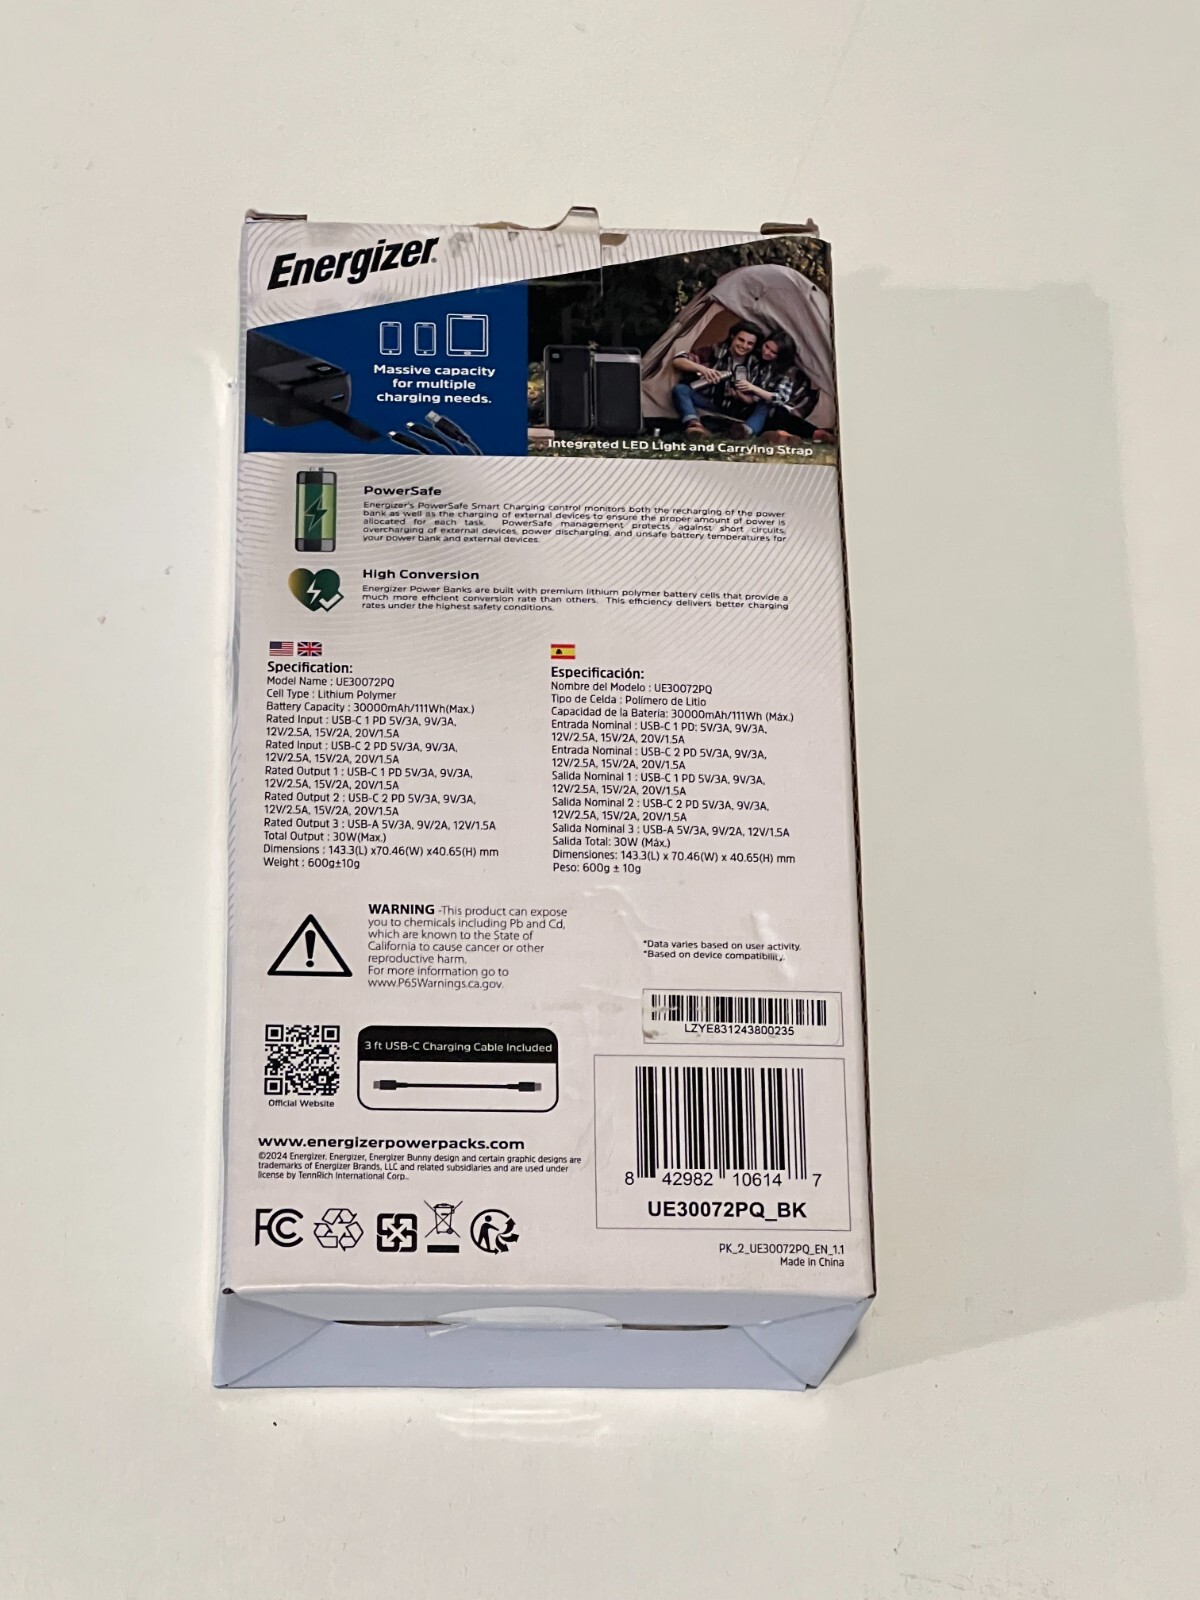 Energizer
Massive capacity
for multiple
charging needs.
Integrated LED Light and Carrying Strap
PowerSafe
Energizer's PowerSafe Smart Charging control monitors both the recharging of the power
bank as well as the charging of external devices to ensure the proper amount of power is
allocated for each task. PowerSafe management protects against short circuits,
overcharging of external devices, power discharging, and unsafe battery temperatures for
your power bank and external devices.
High Conversion
Energizer Power Banks are built with premium lithium polymer battery cells that provide a
much more efficient conversion rate than others. This efficiency delivers better charging
rates under the highest safety conditions.
Specification:
Model Name : UE30072PQ
Cell Type : Lithium Polymer
Battery Capacity : 30000mAh/111Wh(Max.)
Rated Input : USB-C 1 PD 5V/3A, 9V/3A,
12V/2.5A, 15V/2A, 20V/1.5A
Rated Input : USB-C 2 PD 5V/3A, 9V/3A,
12V/2.5A, 15V/2A, 20V/1.5A
Rated Output 1 : USB-C 1 PD 5V/3A, 9V/3A,
12V/2.5A, 15V/2A, 20V/1.5A
Rated Output 2 : USB-C 2 PD 5V/3A, 9V/3A,
12V/2.5A, 15V/2A, 20V/1.5A
Rated Output 3 : USB-A 5V/3A, 9V/2A, 12V/1.5A
Total Output : 30W(Max.)
Dimensions : 143.3(L) x70.46(W) x40.65(H) mm
Weight : 600g±10g
Especificación:
Nombre del Modelo : UE30072PQ
Tipo de Celda : Polímero de Litio
Capacidad de la Batería: 30000mAh/111Wh (Máx.)
Entrada Nominal : USB-C 1 PD: 5V/3A, 9V/3A,
12V/2.5A, 15V/2A, 20V/1.5A
Entrada Nominal : USB-C 2 PD 5V/3A, 9V/3A,
12V/2.5A, 15V/2A, 20V/1.5A
Salida Nominal 1 : USB-C 1 PD 5V/3A, 9V/3A,
12V/2.5A, 15V/2A, 20V/1.5A
Salida Nominal 2 : USB-C 2 PD 5V/3A, 9V/3A,
12V/2.5A, 15V/2A, 20V/1.5A
Salida Nominal 3 : USB-A 5V/3A, 9V/2A, 12V/1.5A
Salida Total: 30W (Máx.)
Dimensiones: 143.3(L) x 70.46(W) x 40.65(H) mm
Peso: 600g ± 10g
WARNING -This product can expose
you to chemicals including Pb and Cd,
which are known to the State of
California to cause cancer or other
reproductive harm.
For more information go to
www.P65Warnings.ca.gov.
*Data varies based on user activity.
*Based on device compatibility.
LZYE831243800235
Official Website
3 ft USB-C Charging Cable Included
8 42982 10614 7
UE30072PQ_BK
www.energizerpowerpacks.com
©2024 Energizer. Energizer, Energizer Bunny design and certain graphic designs are
trademarks of Energizer Brands, LLC and related subsidiaries and are used under
license by TennRich International Corp..
FC
PK_2_UE30072PQ_EN_1.1
Made in China